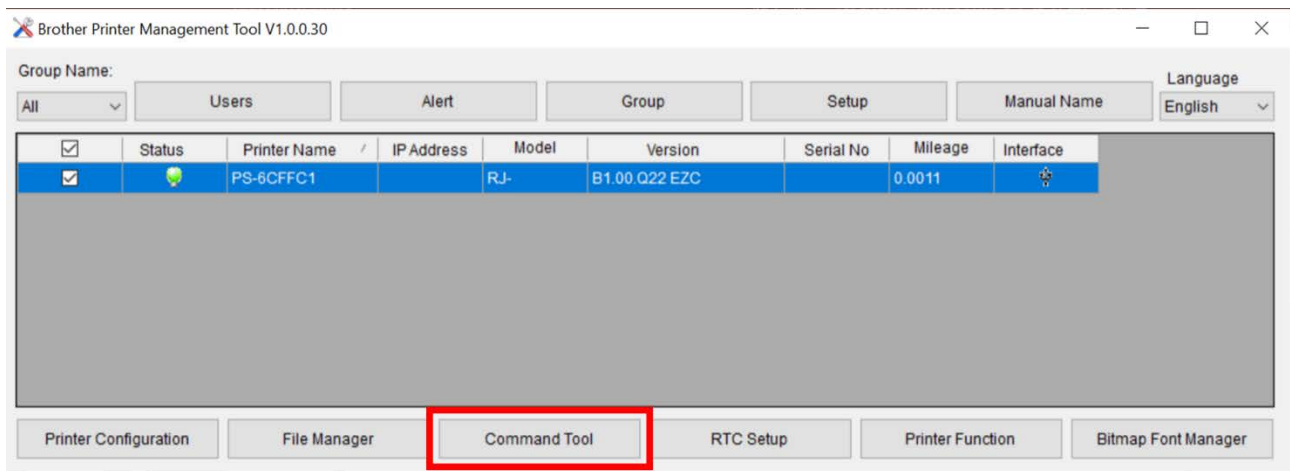 Brother Printer Management Tool V1.0.0.30
Group Name:
Language
All Users Alert Group Setup Manual Name English
Status Printer Name / IP Address Model Version Serial No Mileage Interface
PS-6CFFC1 RJ- B1.00.Q22 EZC 0.0011
Printer Configuration File Manager Command Tool RTC Setup Printer Function Bitmap Font Manager